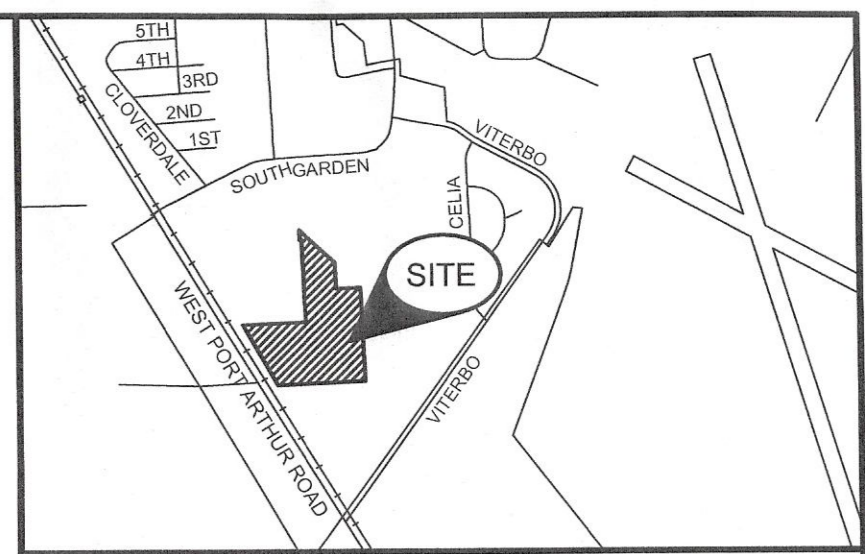 5TH
4TH
3RD
2ND
1ST
CLOVERDALE
SOUTHGARDEN
VITERBO
CELIA
SITE
WEST PORT ARTHUR ROAD
VITERBO